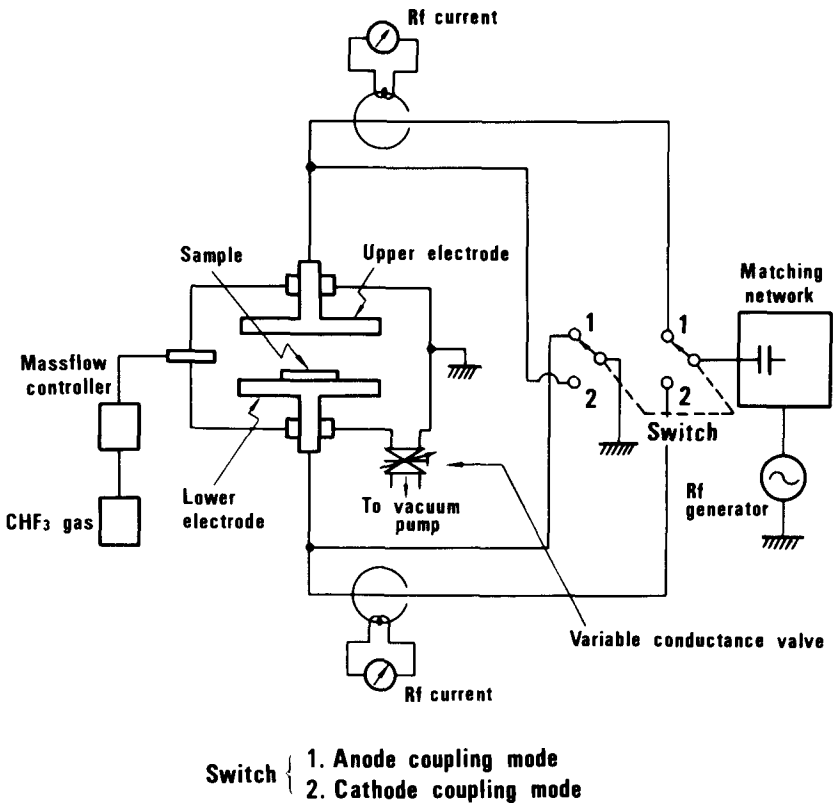 Rf current
Sample
Upper electrode
Matching
network
1
1
Massflow
controller
2
2
Switch
Lower
electrode
To vacuum
pump
Rf
generator
CHF₃ gas
Variable conductance valve
Rf current
Switch { 1. Anode coupling mode
2. Cathode coupling mode